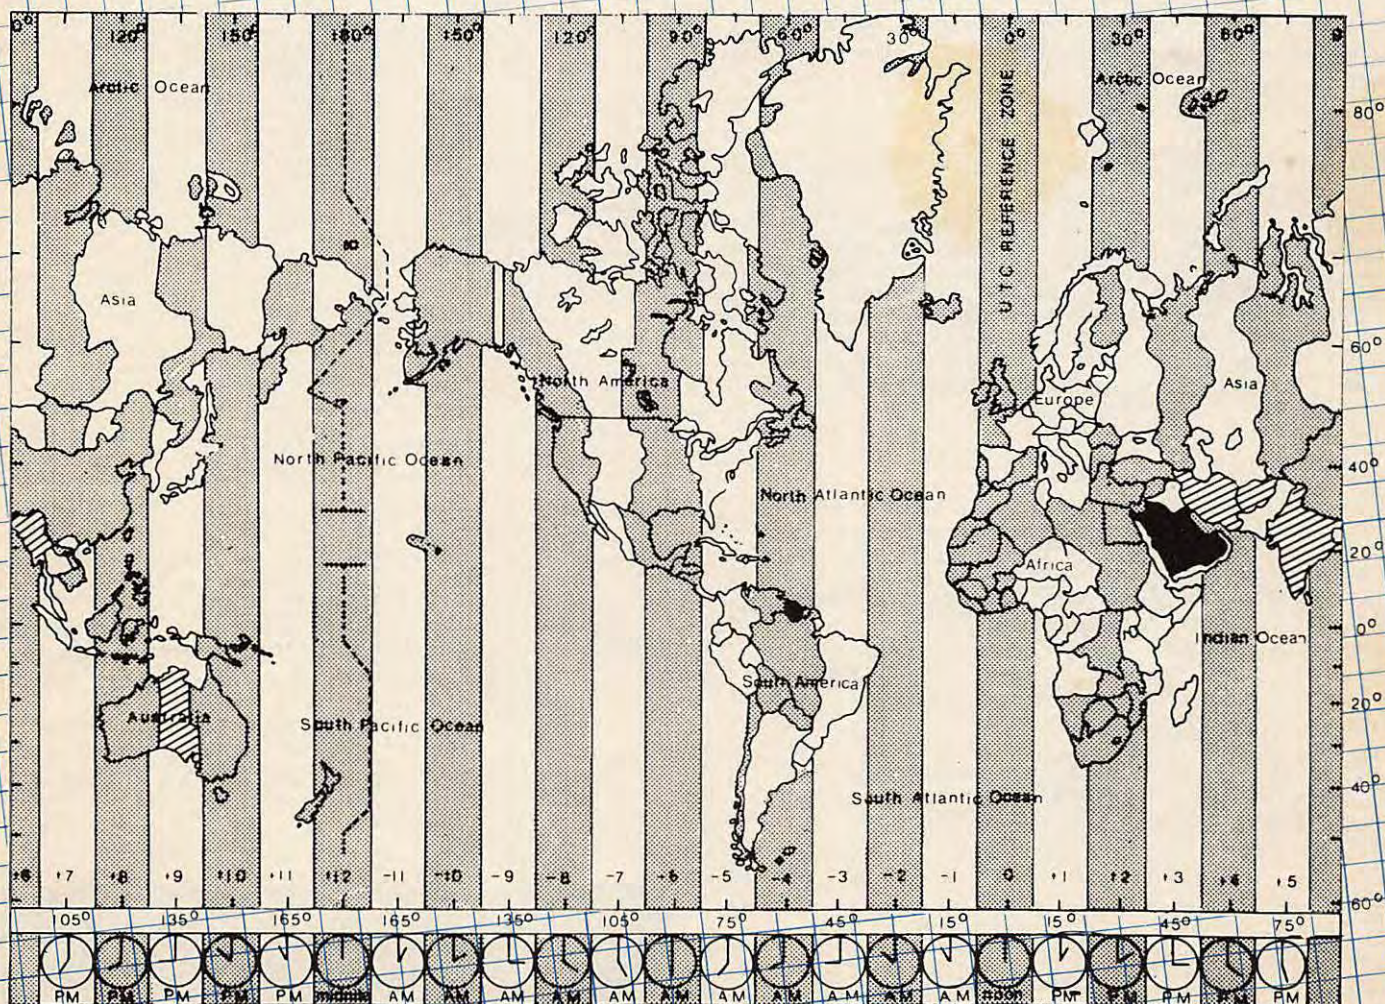 0° 120° 150° 180° 150° 120° 90° 60° 30° 0° 30° 60° 9
Arctic Ocean
Arctic Ocean
80°
U T C REFERENCE ZONE
Asia
60°
North America
Europe
Asia
North Pacific Ocean
40°
North Atlantic Ocean
20°
Africa
0°
Indian Ocean
South America
20°
Australia
South Pacific Ocean
40°
South Atlantic Ocean
+6 +7 +8 +9 +10 +11 +12 -11 -10 -9 -8 -7 -6 -5 -4 -3 -2 -1 0 +1 +2 +3 +4 +5
60°
105° 135° 165° 165° 135° 105° 75° 45° 15° 15° 45° 75°
PM PM PM PM PM midnite AM AM AM AM AM AM AM AM AM AM AM noon PM PM PM PM PM